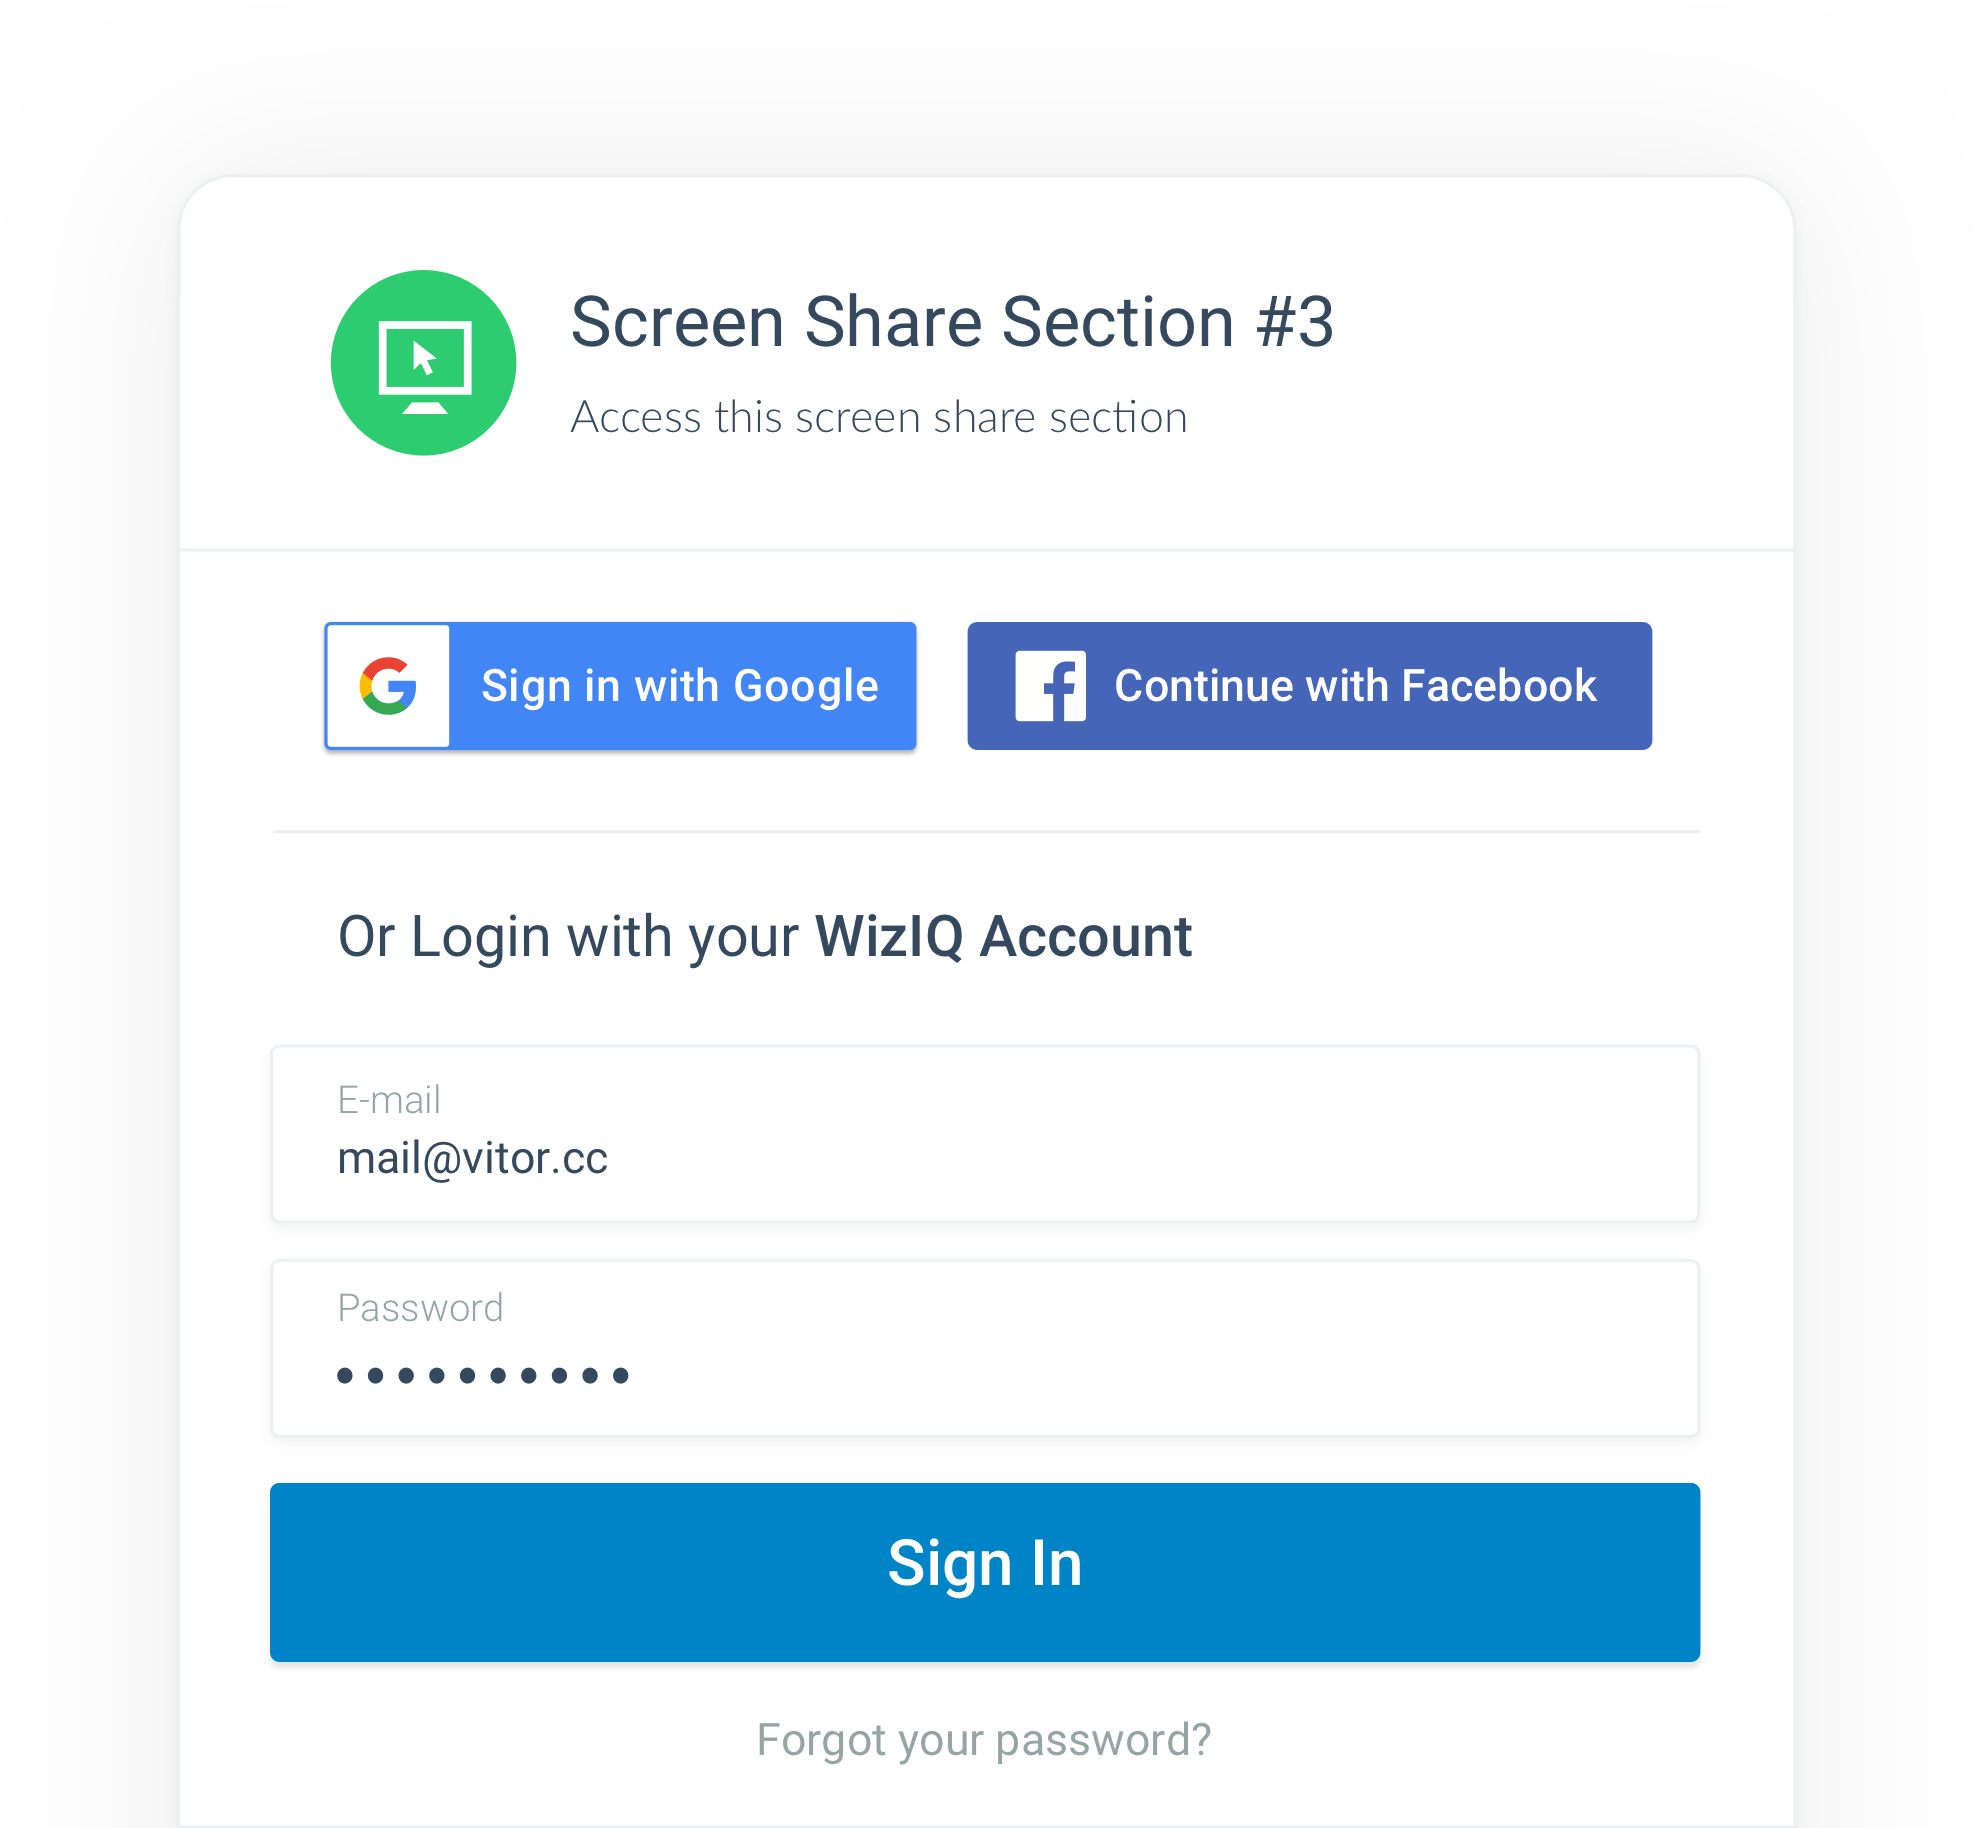 Screen Share Section #3
Access this screen share section
Sign in with Google
Continue with Facebook
Or Login with your WizIQ Account
E-mail
mail@vitor.cc
Password
••••••••••
Sign In
Forgot your password?